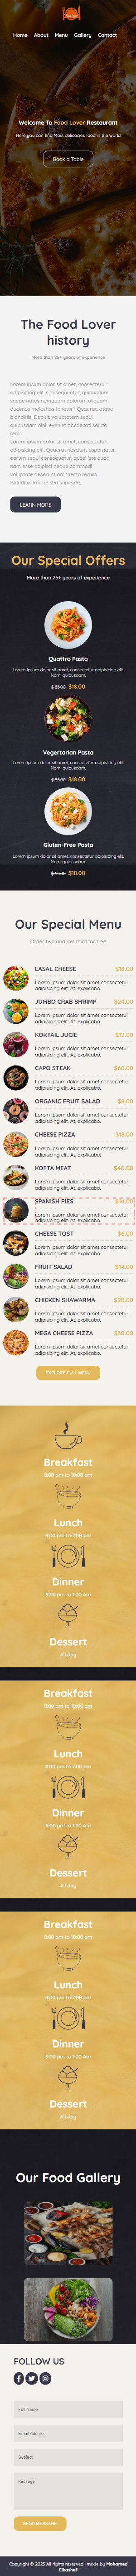 Home About Menu Gallery Contact
Welcome To Food Lover Restaurant
Here you can find Most delicades food in the world
Book a Table
The Food Lover
history
More than 25+ years of experience
Lorem ipsum dolor sit amet, consectetur
adipisicing elit. Consequuntur, quibusdam
saepe natus numquam dolorum aliquam
ducimus molestias tenetur? Quaerat, atque
blanditiis. Debitis voluptatem sequi
quibusdam nihil eveniet obcaecati soluta
rem.
Lorem ipsum dolor sit amet, consectetur
adipisicing elit. Quaerat nesciunt aspernatur
earum sequi consequatur, quod iste quod
nam esse adipisci neque commodi
voluptate deserunt architecto rerum.
Blanditiis labore sed sapiente.
LEARN MORE
Our Special Offers
More than 25+ years of experience
Quattro Pasta
Lorem ipsum dolor sit amet, consectetur adipisicing elit.
Nam, quibusdam.
$18.00
Vegertarian Pasta
Lorem ipsum dolor sit amet, consectetur adipisicing elit.
Nam, quibusdam.
$18.00
Gluten-Free Pasta
Lorem ipsum dolor sit amet, consectetur adipisicing elit.
Nam, quibusdam.
$18.00
Our Special Menu
Order two and get third for free
LASAL CHEESE $18.00
Lorem ipsum dolor sit amet consectetur
adipisicing elit. At, explicabo.
JUMBO CRAB SHRIMP $24.00
Lorem ipsum dolor sit amet consectetur
adipisicing elit. At, explicabo.
KOKTAIL JUCIE $12.00
Lorem ipsum dolor sit amet consectetur
adipisicing elit. At, explicabo.
CAPO STEAK $60.00
Lorem ipsum dolor sit amet consectetur
adipisicing elit. At, explicabo.
ORGANIC FRUIT SALAD $8.00
Lorem ipsum dolor sit amet consectetur
adipisicing elit. At, explicabo.
CHEESE PIZZA $18.00
Lorem ipsum dolor sit amet consectetur
adipisicing elit. At, explicabo.
KOFTA MEAT $40.00
Lorem ipsum dolor sit amet consectetur
adipisicing elit. At, explicabo.
SPANISH PIES $14.00
Lorem ipsum dolor sit amet consectetur
adipisicing elit. At, explicabo.
CHEESE TOST $6.00
Lorem ipsum dolor sit amet consectetur
adipisicing elit. At, explicabo.
FRUIT SALAD $14.00
Lorem ipsum dolor sit amet consectetur
adipisicing elit. At, explicabo.
CHICKEN SHAWARMA $20.00
Lorem ipsum dolor sit amet consectetur
adipisicing elit. At, explicabo.
MEGA CHEESE PIZZA $30.00
Lorem ipsum dolor sit amet consectetur
adipisicing elit. At, explicabo.
EXPLORE FULL MENU
Breakfast
8:00 am to 10:00 am
Lunch
4:00 pm to 7:00 pm
Dinner
9:00 pm to 1:00 Am
Dessert
All day
Breakfast
8:00 am to 10:00 am
Lunch
4:00 pm to 7:00 pm
Dinner
9:00 pm to 1:00 Am
Dessert
All day
Breakfast
8:00 am to 10:00 am
Lunch
4:00 pm to 7:00 pm
Dinner
9:00 pm to 1:00 Am
Dessert
All day
Our Food Gallery
FOLLOW US
Full Name
Email Address
Subject
Message
SEND MESSAGE
Copyright © 2023 All rights reserved | made by Mohamed
Elkashef